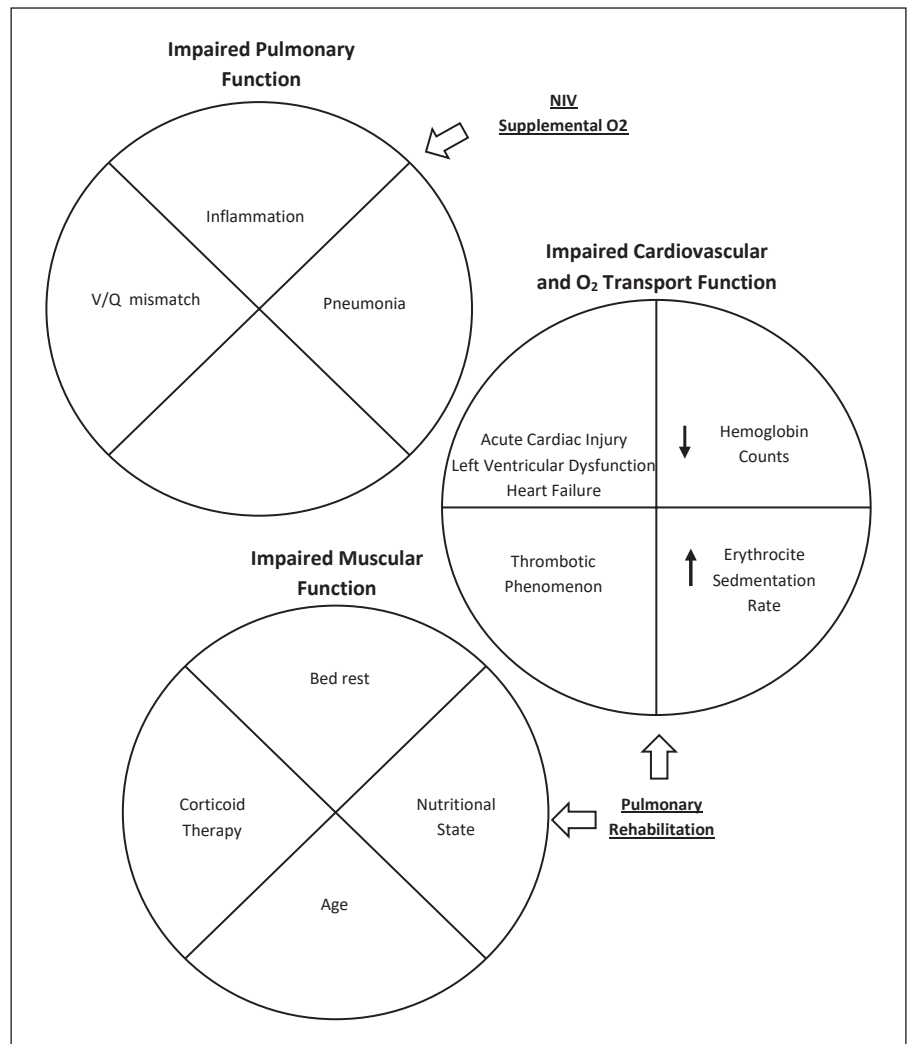 Impaired Pulmonary
Function
NIV
Supplemental O2
Inflammation
V/Q mismatch
Pneumonia
Impaired Cardiovascular
and O₂ Transport Function
Acute Cardiac Injury
Left Ventricular Dysfunction
Heart Failure
Hemoglobin
Counts
Thrombotic
Phenomenon
Erythrocite
Sedmentation
Rate
Impaired Muscular
Function
Bed rest
Corticoid
Therapy
Nutritional
State
Age
Pulmonary
Rehabilitation